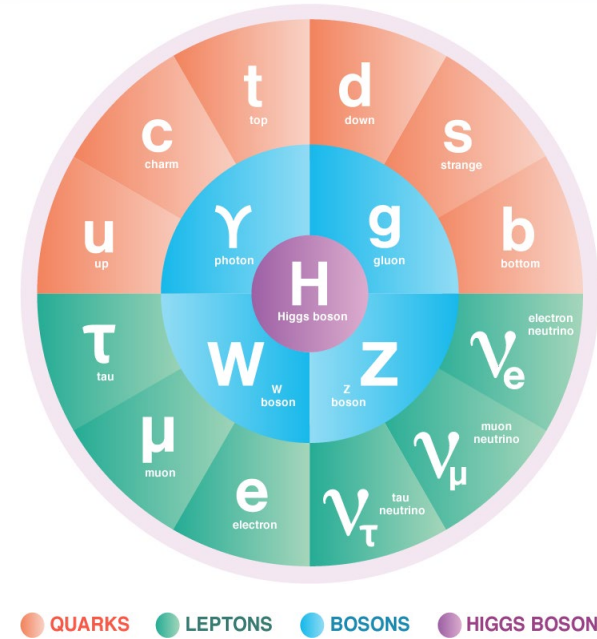 t
top
d
down
c
charm
s
strange
u
up
γ
photon
g
gluon
b
bottom
H
Higgs boson
τ
tau
W
W
boson
Z
Z
boson
νe
electron
neutrino
μ
muon
νμ
muon
neutrino
e
electron
ντ
tau
neutrino
QUARKS
LEPTONS
BOSONS
HIGGS BOSON